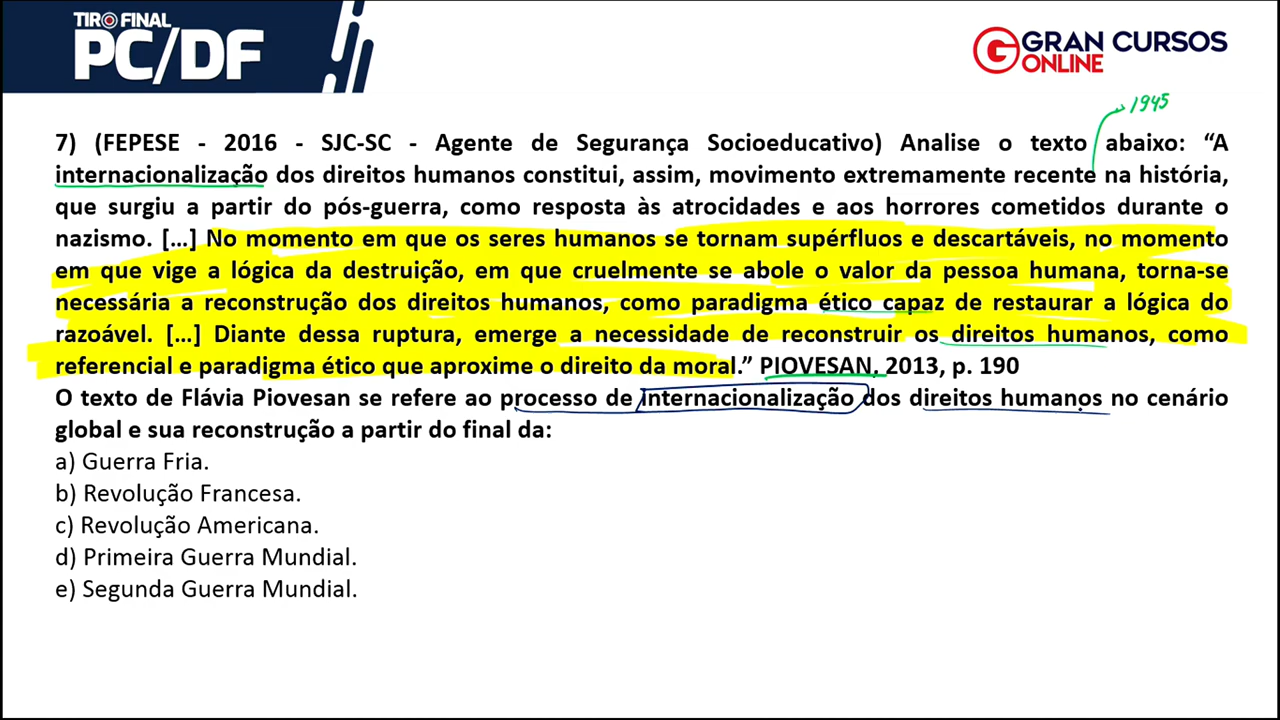 TIRO FINAL
PC/DF
GRAN CURSOS
ONLINE
1945
7) (FEPESE - 2016 - SJC-SC - Agente de Segurança Socioeducativo) Analise o texto abaixo: “A
internacionalização dos direitos humanos constitui, assim, movimento extremamente recente na história,
que surgiu a partir do pós-guerra, como resposta às atrocidades e aos horrores cometidos durante o
nazismo. […] No momento em que os seres humanos se tornam supérfluos e descartáveis, no momento
em que vige a lógica da destruição, em que cruelmente se abole o valor da pessoa humana, torna-se
necessária a reconstrução dos direitos humanos, como paradigma ético capaz de restaurar a lógica do
razoável. […] Diante dessa ruptura, emerge a necessidade de reconstruir os direitos humanos, como
referencial e paradigma ético que aproxime o direito da moral.” PIOVESAN, 2013, p. 190
O texto de Flávia Piovesan se refere ao processo de internacionalização dos direitos humanos no cenário
global e sua reconstrução a partir do final da:
a) Guerra Fria.
b) Revolução Francesa.
c) Revolução Americana.
d) Primeira Guerra Mundial.
e) Segunda Guerra Mundial.